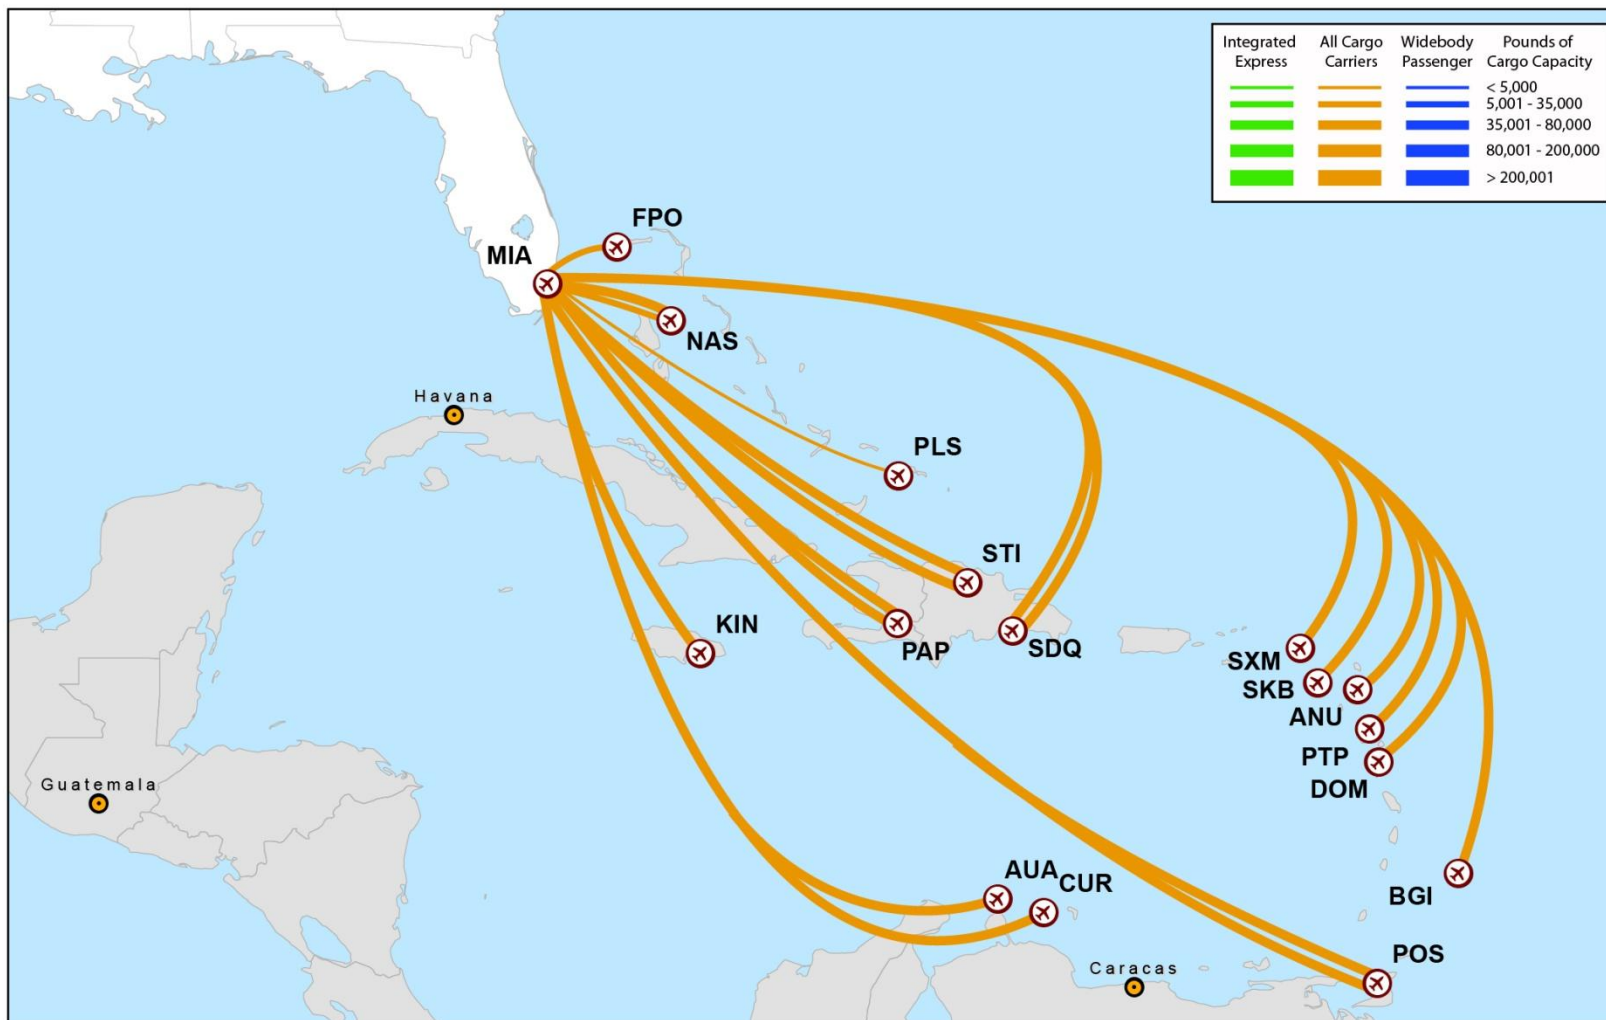 Integrated Express
All Cargo Carriers
Widebody Passenger
Pounds of Cargo Capacity
< 5,000
5,001 - 35,000
35,001 - 80,000
80,001 - 200,000
> 200,001
FPO
MIA
NAS
Havana
PLS
STI
KIN
PAP
SDQ
SXM
SKB
ANU
PTP
DOM
Guatemala
AUA
CUR
BGI
POS
Caracas